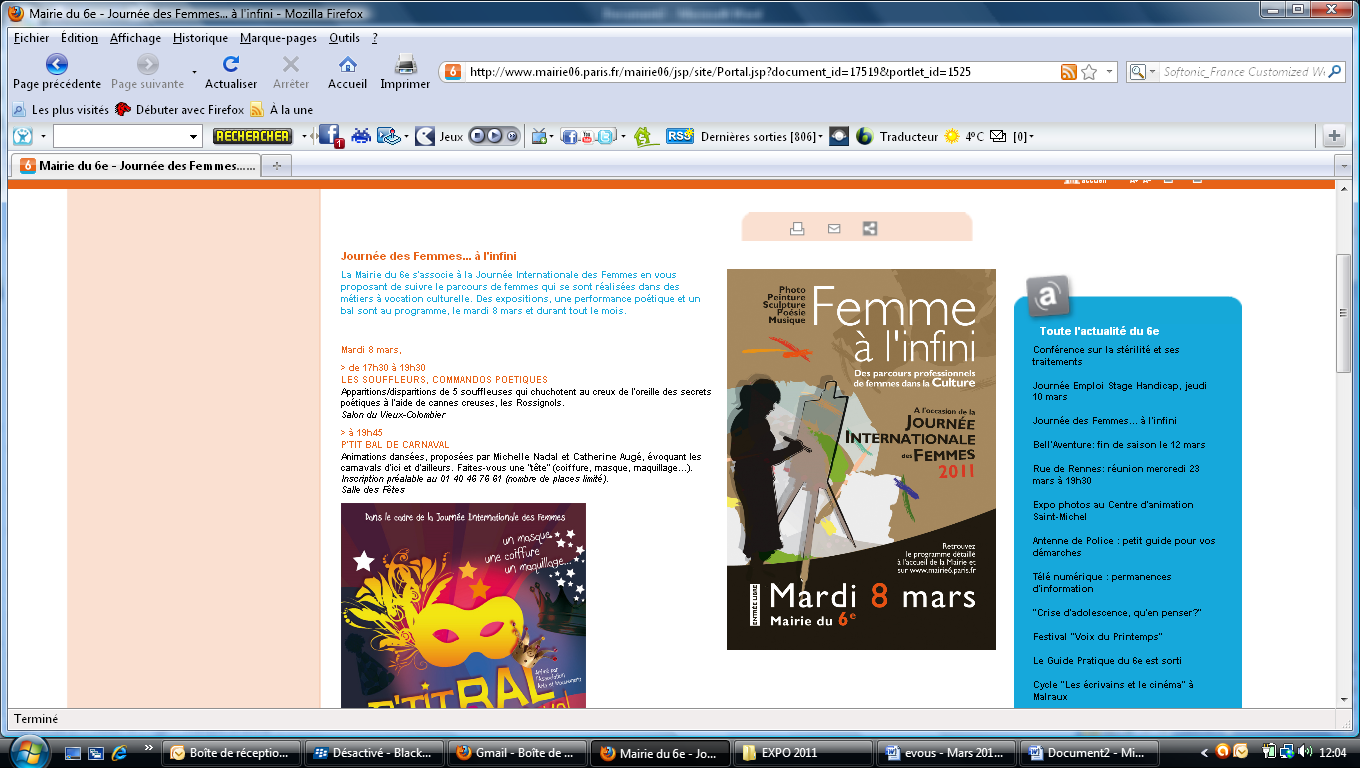 Mairie du 6e - Journée des Femmes... à l'infini - Mozilla Firefox
Fichier Édition Affichage Historique Marque-pages Outils ?
Page précédente Page suivante Actualiser Arrêter Accueil Imprimer
http://www.mairie06.paris.fr/mairie06/jsp/site/Portal.jsp?document_id=17519&portlet_id=1525
Softonic_France Customized We
Les plus visités Débuter avec Firefox À la une
RECHERCHER 1 Jeux RSS Dernières sorties [806] Traducteur 4ºC [0]
6 Mairie du 6e - Journée des Femmes... ...
accueil
Journée des Femmes... à l'infini
La Mairie du 6e s'associe à la Journée Internationale des Femmes en vous
proposant de suivre le parcours de femmes qui se sont réalisées dans des
métiers à vocation culturelle. Des expositions, une performance poétique et un
bal sont au programme, le mardi 8 mars et durant tout le mois.
Mardi 8 mars,
> de 17h30 à 19h30
LES SOUFFLEURS, COMMANDOS POETIQUES
Apparitions/disparitions de 5 souffleuses qui chuchotent au creux de l'oreille des secrets
poétiques à l'aide de cannes creuses, les Rossignols.
Salon du Vieux-Colombier
> à 19h45
P'TIT BAL DE CARNAVAL
Animations dansées, proposées par Michelle Nadal et Catherine Augé, évoquant les
carnavals d'ici et d'ailleurs. Faites-vous une "tête" (coiffure, masque, maquillage...).
Inscription préalable au 01 40 46 76 61 (nombre de places limité).
Salle des Fêtes
Dans le cadre de la Journée Internationale des Femmes
un masque,
une coiffure
un maquillage...
Animé par
l'Association
Arts et Mouvement
P'TIT BAL
Photo
Peinture
Sculpture
Poésie
Musique
Femme
à l'infini
Des parcours professionnels
de femmes dans la Culture
A l'occasion de la
JOURNÉE
INTERNATIONALE
des FEMMES
2011
Retrouvez
le programme détaillé
à l'accueil de la Mairie et
sur www.mairie6.paris.fr
ENTRÉE LIBRE
Mardi 8 mars
Mairie du 6e
a
Toute l'actualité du 6e
Conférence sur la stérilité et ses
traitements
Journée Emploi Stage Handicap, jeudi
10 mars
Journée des Femmes... à l'infini
Bell'Aventure: fin de saison le 12 mars
Rue de Rennes: réunion mercredi 23
mars à 19h30
Expo photos au Centre d'animation
Saint-Michel
Antenne de Police : petit guide pour vos
démarches
Télé numérique : permanences
d'information
"Crise d'adolescence, qu'en penser?"
Festival "Voix du Printemps"
Le Guide Pratique du 6e est sorti
Cycle "Les écrivains et le cinéma" à
Malraux
Terminé
Boîte de réceptio... Désactivé - Black... Gmail - Boîte de ... Mairie du 6e - Jo... EXPO 2011 evous - Mars 201... Document2 - Mi... 12:04